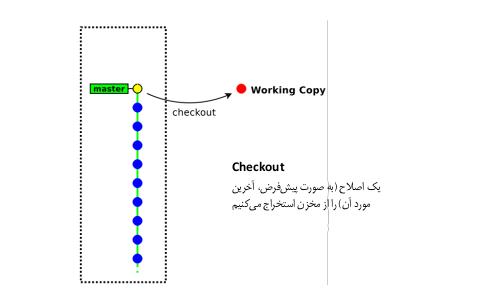 master
Working Copy
checkout
Checkout
یک اصلاح (به صورت پیش‌فرض، آخرین
مورد آن) را از مخزن استخراج می‌کنیم